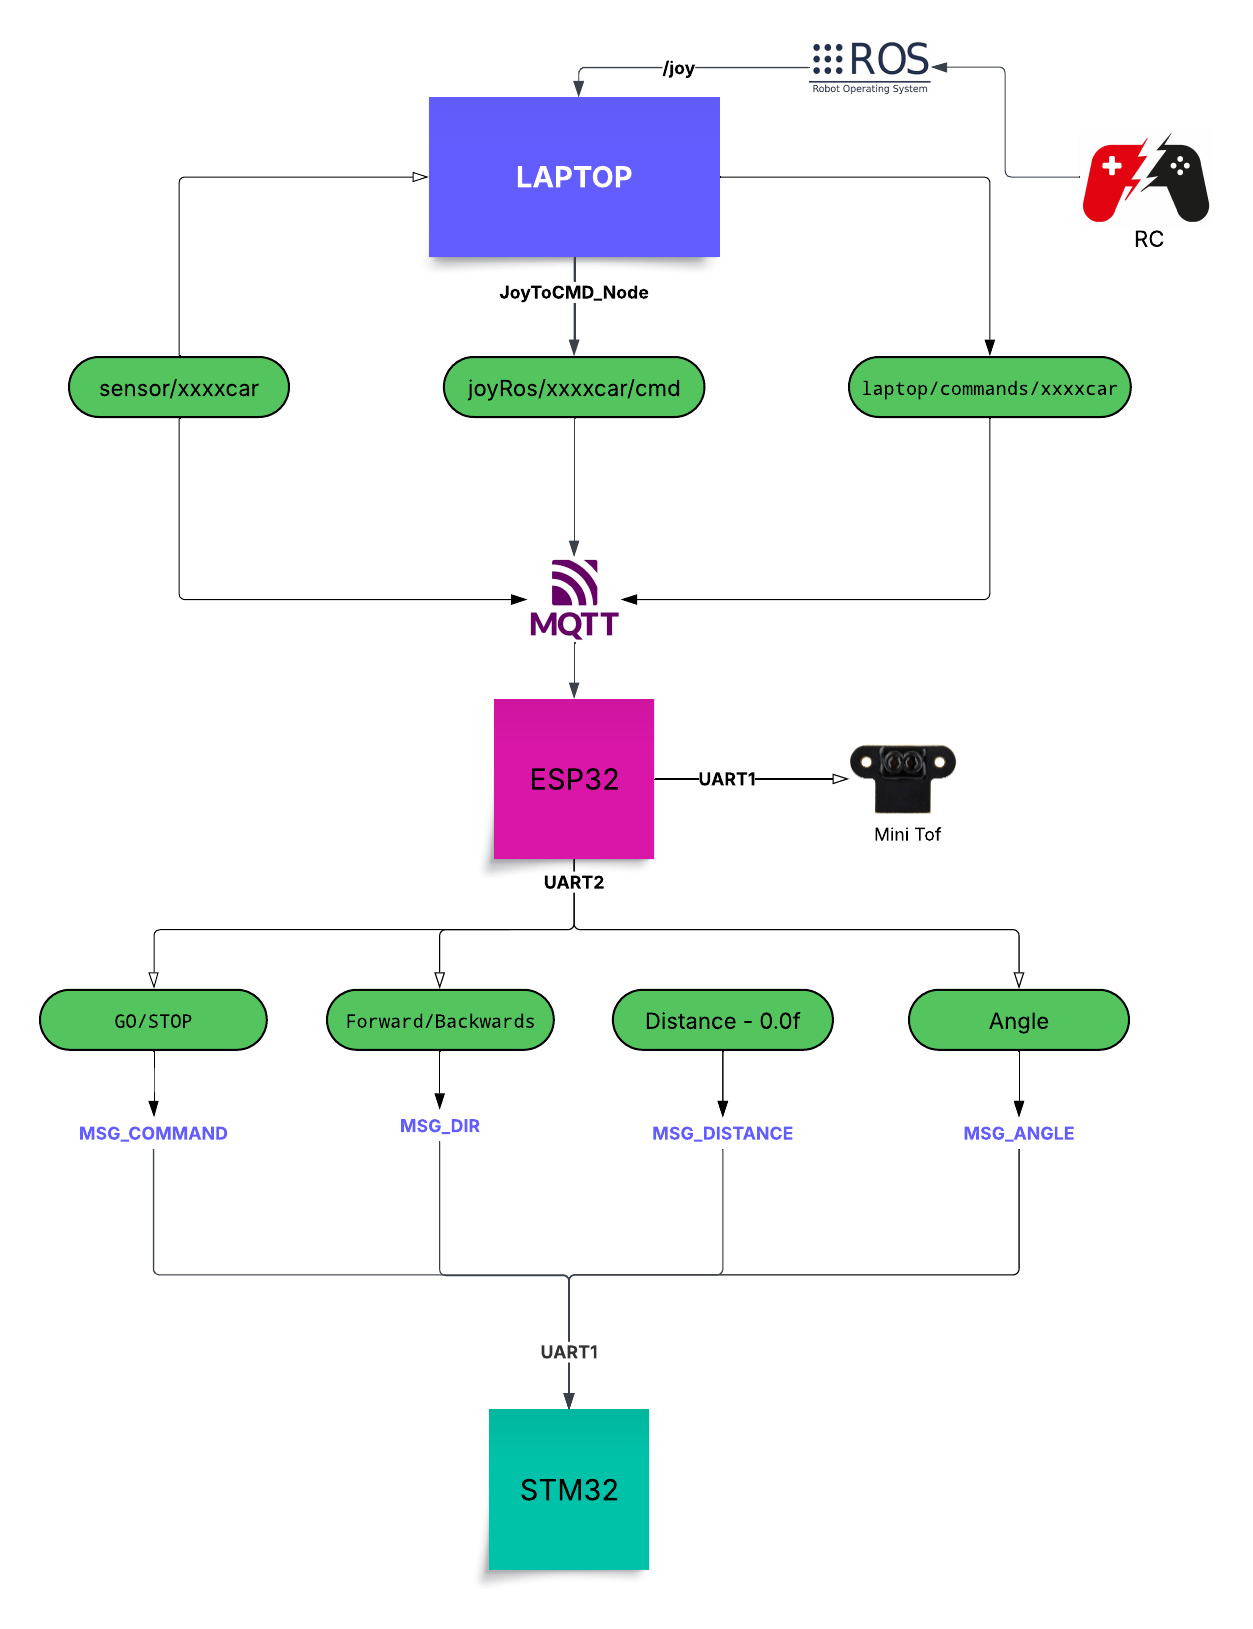 /joy
ROS
Robot Operating System
LAPTOP
RC
JoyToCMD_Node
sensor/xxxxcar
joyRos/xxxxcar/cmd
laptop/commands/xxxxcar
MQTT
ESP32
UART1
Mini Tof
UART2
GO/STOP
Forward/Backwards
Distance - 0.0f
Angle
MSG_COMMAND
MSG_DIR
MSG_DISTANCE
MSG_ANGLE
UART1
STM32